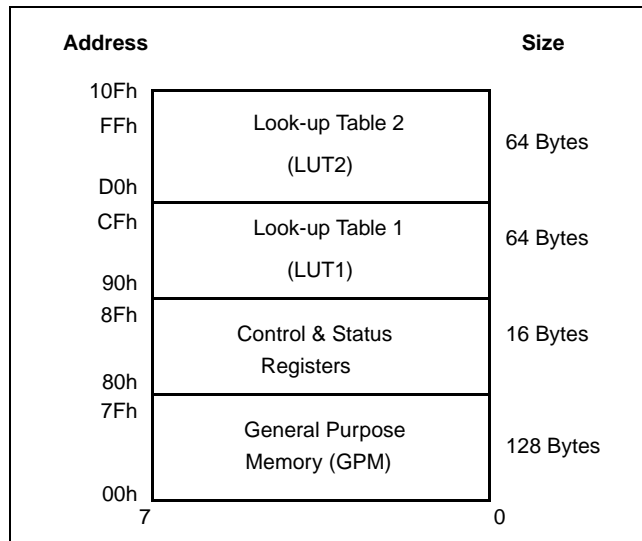 Address Size
10Fh
FFh
Look-up Table 2
(LUT2)
64 Bytes
D0h
CFh
Look-up Table 1
(LUT1)
64 Bytes
90h
8Fh
Control & Status
Registers
16 Bytes
80h
7Fh
General Purpose
Memory (GPM)
128 Bytes
00h
7 0